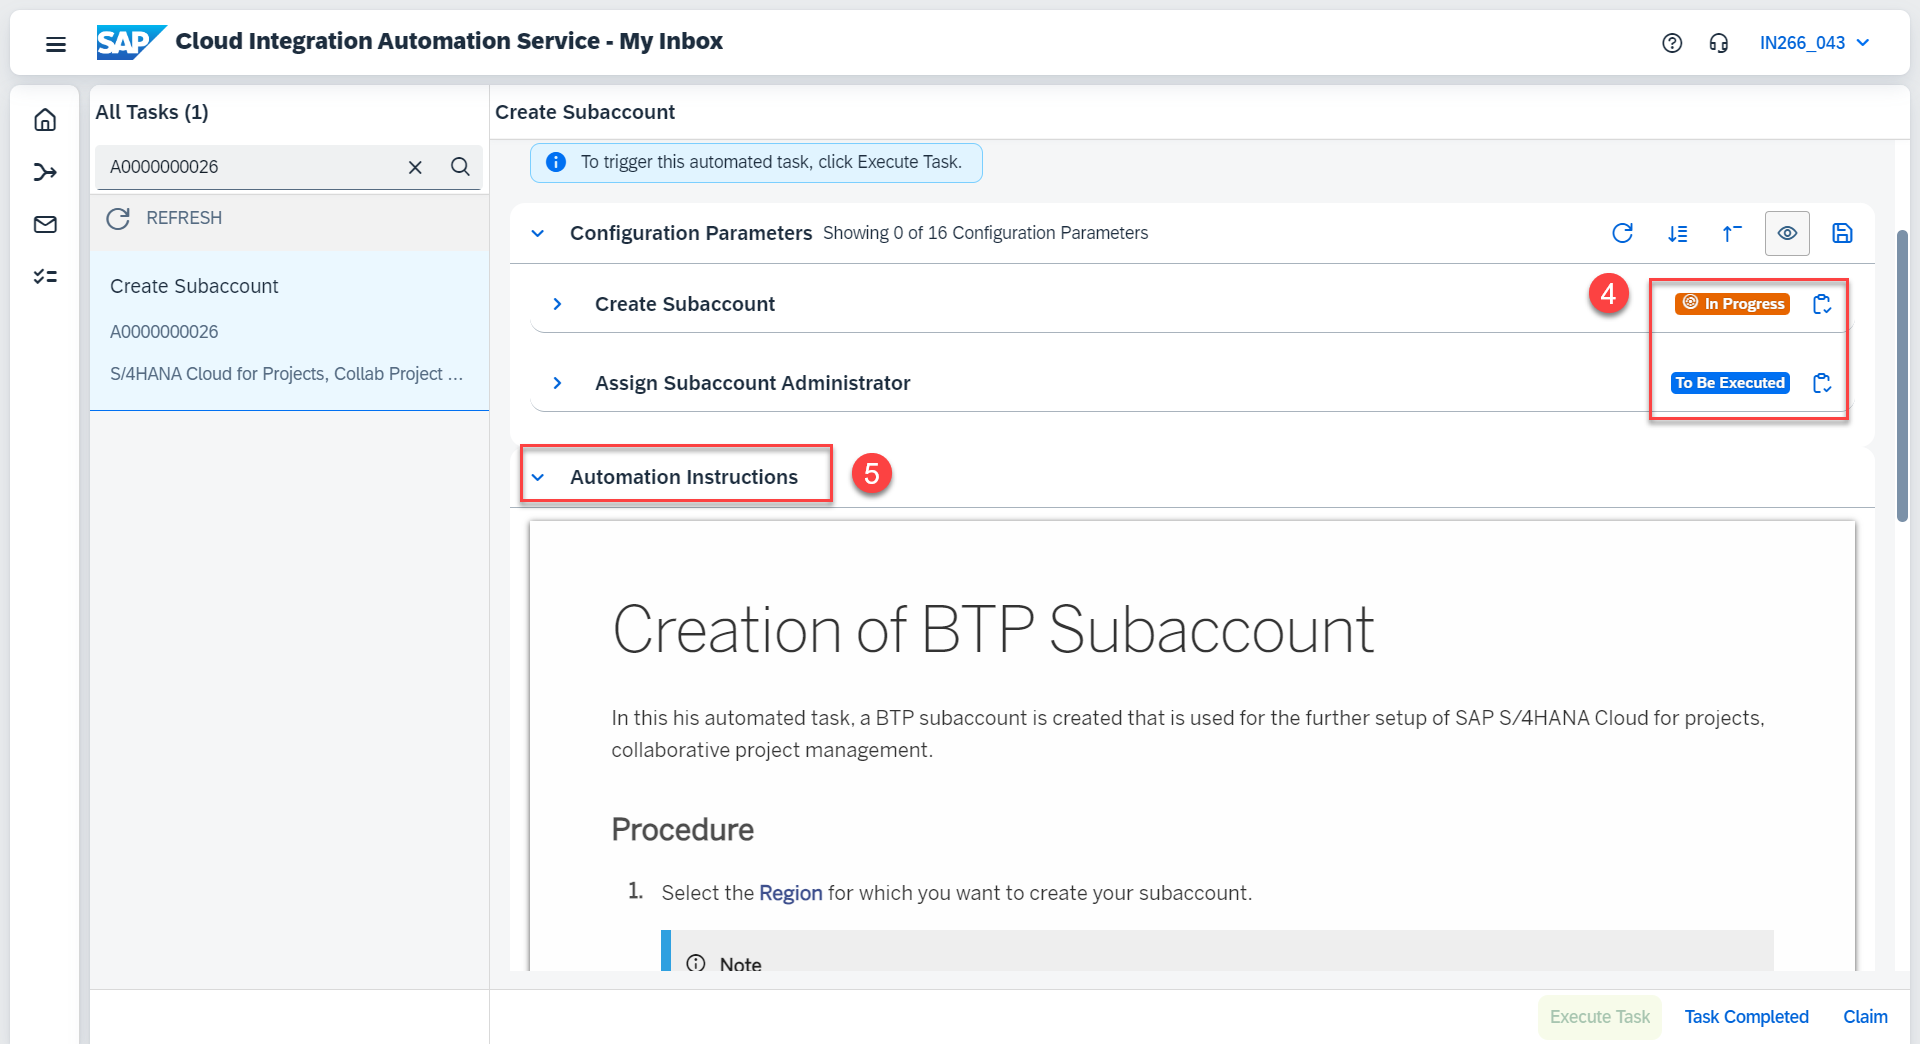 SAP Cloud Integration Automation Service - My Inbox
IN266_043
All Tasks (1)
A0000000026
REFRESH
Create Subaccount
A0000000026
S/4HANA Cloud for Projects, Collab Project ...
Create Subaccount
To trigger this automated task, click Execute Task.
Configuration Parameters Showing 0 of 16 Configuration Parameters
Create Subaccount
4
In Progress
Assign Subaccount Administrator
To Be Executed
Automation Instructions
5
Creation of BTP Subaccount
In this his automated task, a BTP subaccount is created that is used for the further setup of SAP S/4HANA Cloud for projects,
collaborative project management.
Procedure
1. Select the Region for which you want to create your subaccount.
Note
Execute Task
Task Completed
Claim